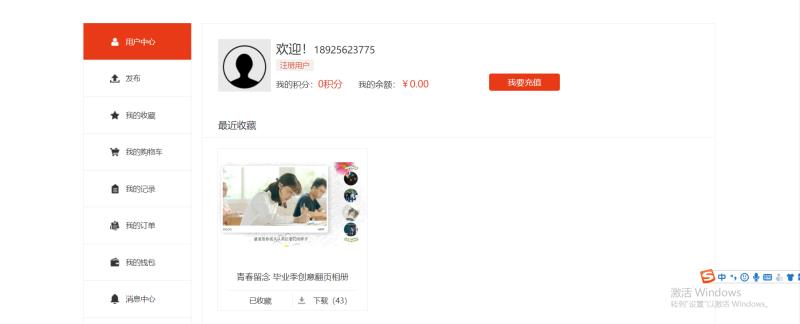 用户中心
发布
我的收藏
我的购物车
我的记录
我的订单
我的钱包
消息中心
欢迎！18925623775
注册用户
我的积分：0积分 我的余额：￥0.00
我要充值
最近收藏
青春留念 毕业季创意翻页相册
已收藏 下载（43）
中
激活 Windows
转到"设置"以激活 Windows。